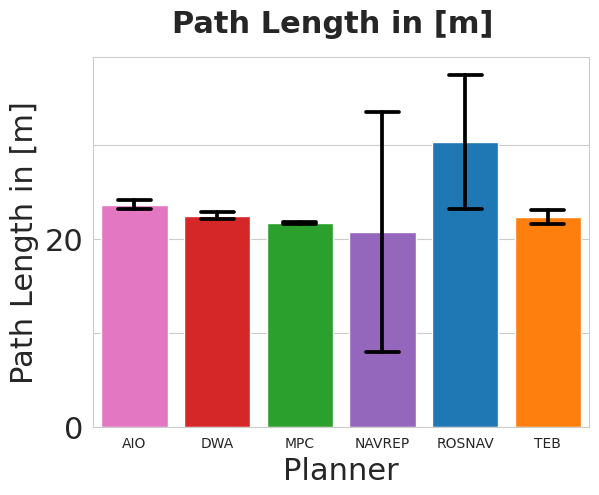 Path Length in [m]
Path Length in [m]
20
0
AIO DWA MPC NAVREP ROSNAV TEB
Planner